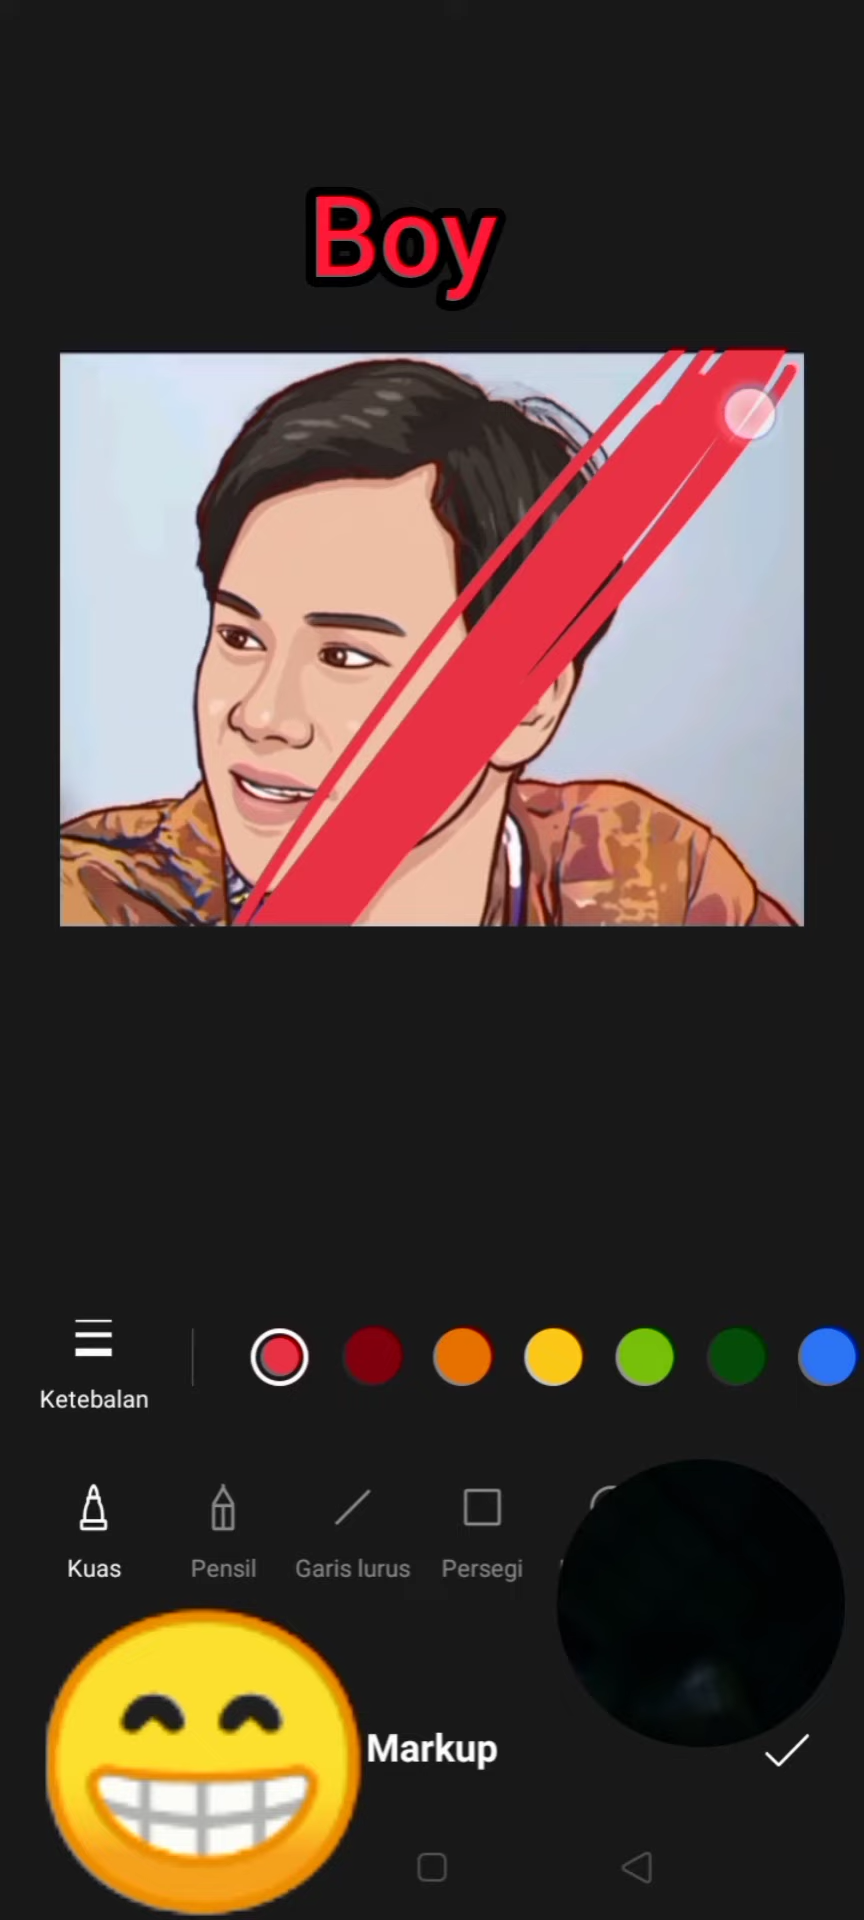 Boy
Ketebalan
Kuas
Pensil
Garis lurus
Persegi
Markup